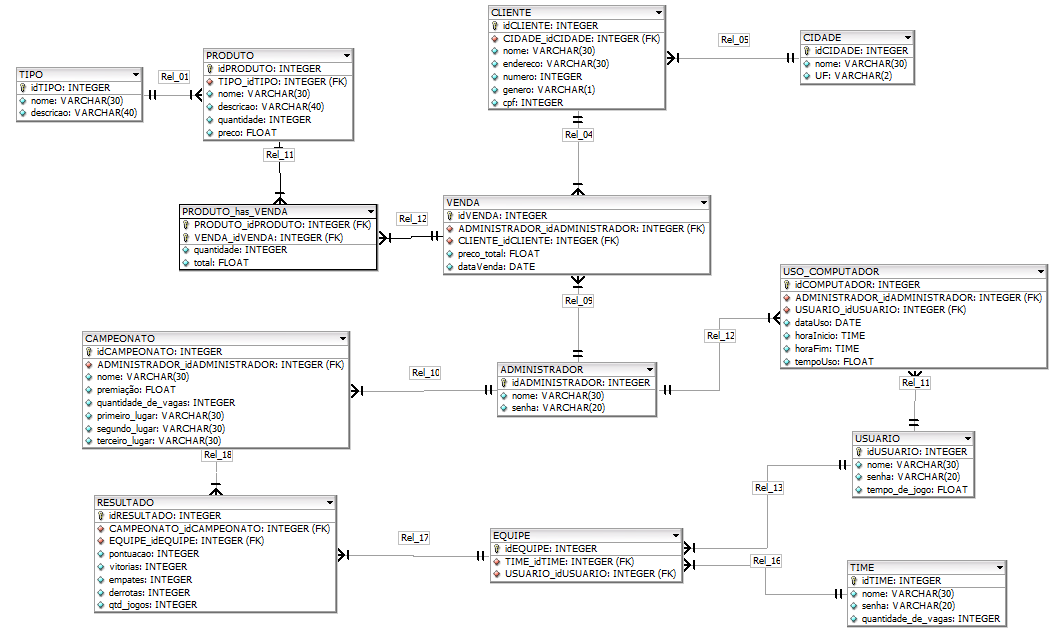 CLIENTE
idCLIENTE: INTEGER
CIDADE_idCIDADE: INTEGER (FK)
nome: VARCHAR(30)
endereco: VARCHAR(30)
numero: INTEGER
genero: VARCHAR(1)
cpf: INTEGER
Rel_05
CIDADE
idCIDADE: INTEGER
nome: VARCHAR(30)
UF: VARCHAR(2)
PRODUTO
idPRODUTO: INTEGER
TIPO_idTIPO: INTEGER (FK)
nome: VARCHAR(30)
descricao: VARCHAR(40)
quantidade: INTEGER
preco: FLOAT
TIPO
idTIPO: INTEGER
nome: VARCHAR(30)
descricao: VARCHAR(40)
Rel_01
Rel_04
Rel_11
PRODUTO_has_VENDA
PRODUTO_idPRODUTO: INTEGER (FK)
VENDA_idVENDA: INTEGER (FK)
quantidade: INTEGER
total: FLOAT
Rel_12
VENDA
idVENDA: INTEGER
ADMINISTRADOR_idADMINISTRADOR: INTEGER (FK)
CLIENTE_idCLIENTE: INTEGER (FK)
preco_total: FLOAT
dataVenda: DATE
Rel_09
USO_COMPUTADOR
idCOMPUTADOR: INTEGER
ADMINISTRADOR_idADMINISTRADOR: INTEGER (FK)
USUARIO_idUSUARIO: INTEGER (FK)
dataUso: DATE
horaInicio: TIME
horaFim: TIME
tempoUso: FLOAT
Rel_12
CAMPEONATO
idCAMPEONATO: INTEGER
ADMINISTRADOR_idADMINISTRADOR: INTEGER (FK)
nome: VARCHAR(30)
premiação: FLOAT
quantidade_de_vagas: INTEGER
primeiro_lugar: VARCHAR(30)
segundo_lugar: VARCHAR(30)
terceiro_lugar: VARCHAR(30)
Rel_10
ADMINISTRADOR
idADMINISTRADOR: INTEGER
nome: VARCHAR(30)
senha: VARCHAR(20)
Rel_11
USUARIO
idUSUARIO: INTEGER
nome: VARCHAR(30)
senha: VARCHAR(20)
tempo_de_jogo: FLOAT
Rel_18
Rel_13
RESULTADO
idRESULTADO: INTEGER
CAMPEONATO_idCAMPEONATO: INTEGER (FK)
EQUIPE_idEQUIPE: INTEGER (FK)
pontuacao: INTEGER
vitorias: INTEGER
empates: INTEGER
derrotas: INTEGER
qtd_jogos: INTEGER
Rel_17
EQUIPE
idEQUIPE: INTEGER
TIME_idTIME: INTEGER (FK)
USUARIO_idUSUARIO: INTEGER (FK)
Rel_16
TIME
idTIME: INTEGER
nome: VARCHAR(30)
senha: VARCHAR(20)
quantidade_de_vagas: INTEGER